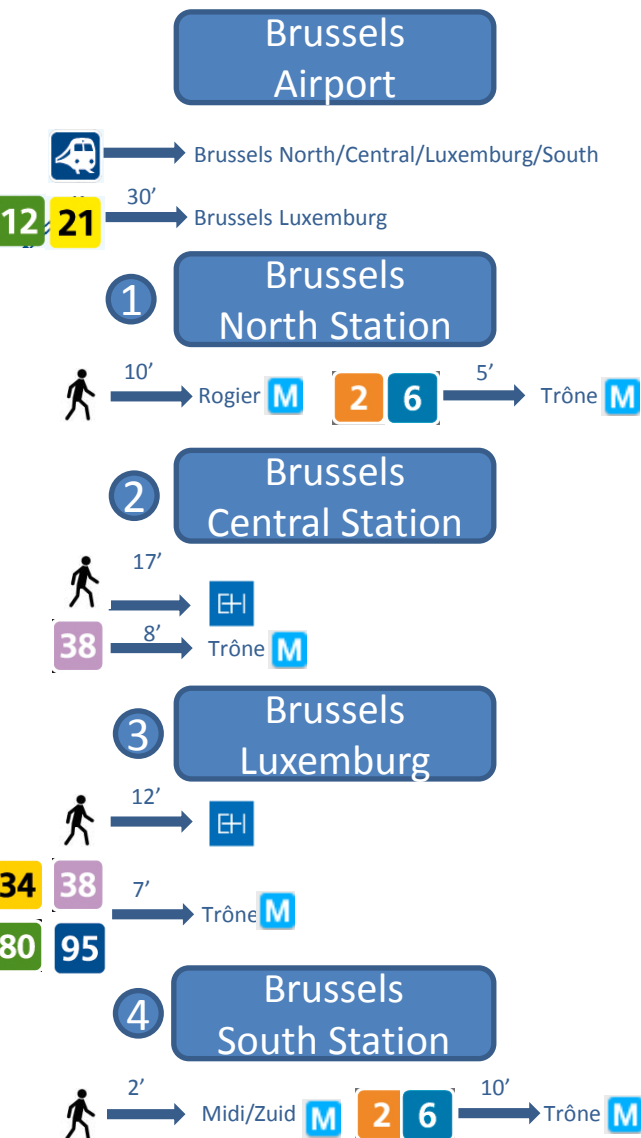 Brussels
Airport
Brussels North/Central/Luxemburg/South
12 21 30’ Brussels Luxemburg
1 Brussels
North Station
10’ Rogier M 2 6 5’ Trône M
2 Brussels
Central Station
17’
EH
38 8’ Trône M
3 Brussels
Luxemburg
12’
EH
34 38
7’ Trône M
80 95
4 Brussels
South Station
2’ Midi/Zuid M 2 6 10’ Trône M